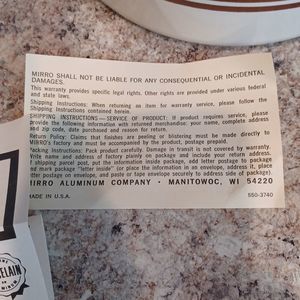 MIRRO SHALL NOT BE LIABLE FOR ANY CONSEQUENTIAL OR INCIDENTAL
DAMAGES.
This warranty provides specific legal rights. Other rights are provided under various federal
and state laws.
Shipping Instructions: When returning an item for warranty service, please follow the
Shipping Instructions contained herein.
SHIPPING INSTRUCTIONS — SERVICE OF PRODUCT: If product requires service, please
provide the following information with returned merchandise; your name, complete address
and zip code, date purchased and reason for return.
Return Policy: Claims that finishes are peeling or blistering must be made directly to
MIRRO's factory and must be accompanied by the product, postage prepaid.
Packing Instructions: Pack product carefully. Damage in transit is not covered by warranty.
Write name and address of factory plainly on package and include your return address.
If shipping parcel post, put the information inside package, add letter postage to package
and mark package "letter inside" (or place the information in an envelope, address it, place
letter postage on envelope, and paste or tape envelope securely to address side of package).
MIRRO ALUMINUM COMPANY • MANITOWOC, WI 54220
MADE IN U.S.A.
550-3740